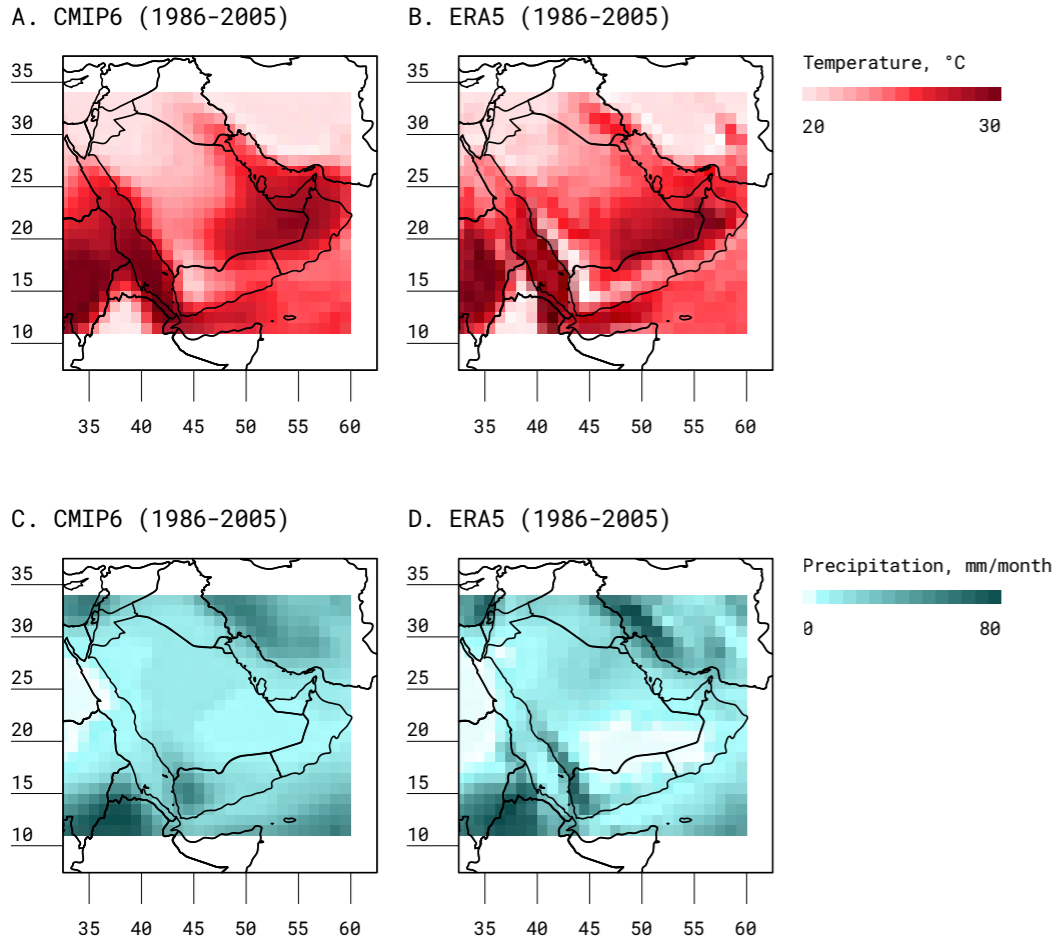 A. CMIP6 (1986-2005)
B. ERA5 (1986-2005)
35
30
25
20
15
10
35 40 45 50 55 60
35
30
25
20
15
10
35 40 45 50 55 60
Temperature, °C
20 30
C. CMIP6 (1986-2005)
D. ERA5 (1986-2005)
35
30
25
20
15
10
35 40 45 50 55 60
35
30
25
20
15
10
35 40 45 50 55 60
Precipitation, mm/month
0 80